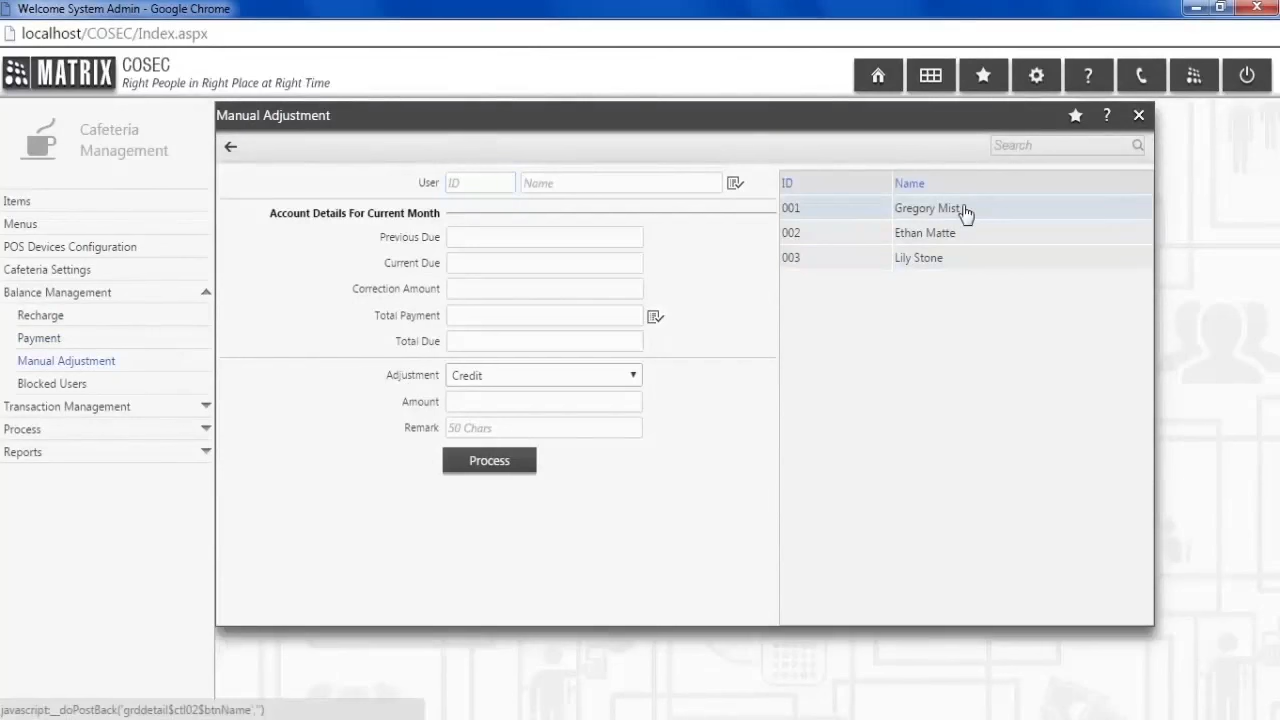 Welcome System Admin - Google Chrome
localhost/COSEC/Index.aspx
MATRIX
COSEC
Right People in Right Place at Right Time
?
Cafeteria
Management
Items
Menus
POS Devices Configuration
Cafeteria Settings
Balance Management
Recharge
Payment
Manual Adjustment
Blocked Users
Transaction Management
Process
Reports
Manual Adjustment
?
Search
User ID Name
Account Details For Current Month
Previous Due
Current Due
Correction Amount
Total Payment
Total Due
Adjustment Credit
Amount
Remark 50 Chars
Process
ID Name
001 Gregory Mist
002 Ethan Matte
003 Lily Stone
javascript:__doPostBack('grddetail$ctl02$btnName','')